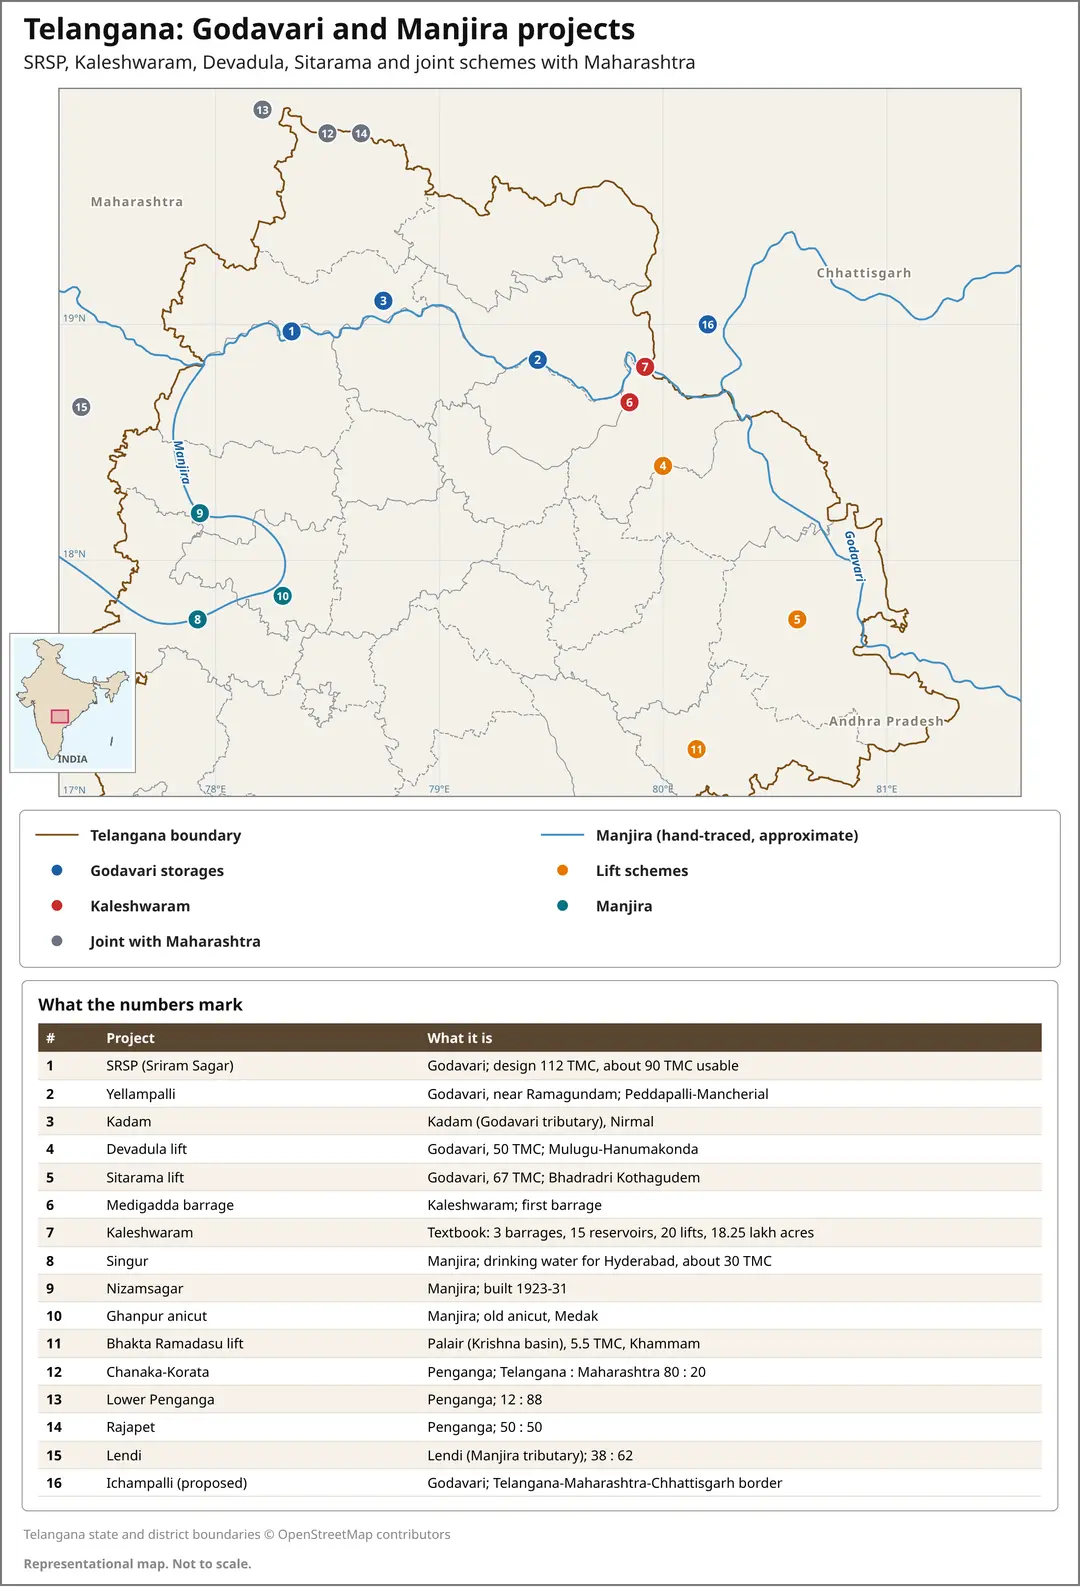 Telangana: Godavari and Manjira projects
SRSP, Kaleshwaram, Devadula, Sitarama and joint schemes with Maharashtra
13
12
14
Maharashtra
Chhattisgarh
3
19°N
1
16
2
7
15
6
Manjira
4
9
Godavari
18°N
10
8
5
Andhra Pradesh
11
INDIA
17°N
78°E
79°E
80°E
81°E
Telangana boundary
Manjira (hand-traced, approximate)
Godavari storages
Lift schemes
Kaleshwaram
Manjira
Joint with Maharashtra
What the numbers mark
# Project What it is
1 SRSP (Sriram Sagar) Godavari; design 112 TMC, about 90 TMC usable
2 Yellampalli Godavari, near Ramagundam; Peddapalli-Mancherial
3 Kadam Kadam (Godavari tributary), Nirmal
4 Devadula lift Godavari, 50 TMC; Mulugu-Hanumakonda
5 Sitarama lift Godavari, 67 TMC; Bhadradri Kothagudem
6 Medigadda barrage Kaleshwaram; first barrage
7 Kaleshwaram Textbook: 3 barrages, 15 reservoirs, 20 lifts, 18.25 lakh acres
8 Singur Manjira; drinking water for Hyderabad, about 30 TMC
9 Nizamsagar Manjira; built 1923-31
10 Ghanpur anicut Manjira; old anicut, Medak
11 Bhakta Ramadasu lift Palair (Krishna basin), 5.5 TMC, Khammam
12 Chanaka-Korata Penganga; Telangana : Maharashtra 80 : 20
13 Lower Penganga Penganga; 12 : 88
14 Rajapet Penganga; 50 : 50
15 Lendi Lendi (Manjira tributary); 38 : 62
16 Ichampalli (proposed) Godavari; Telangana-Maharashtra-Chhattisgarh border
Telangana state and district boundaries © OpenStreetMap contributors
Representational map. Not to scale.